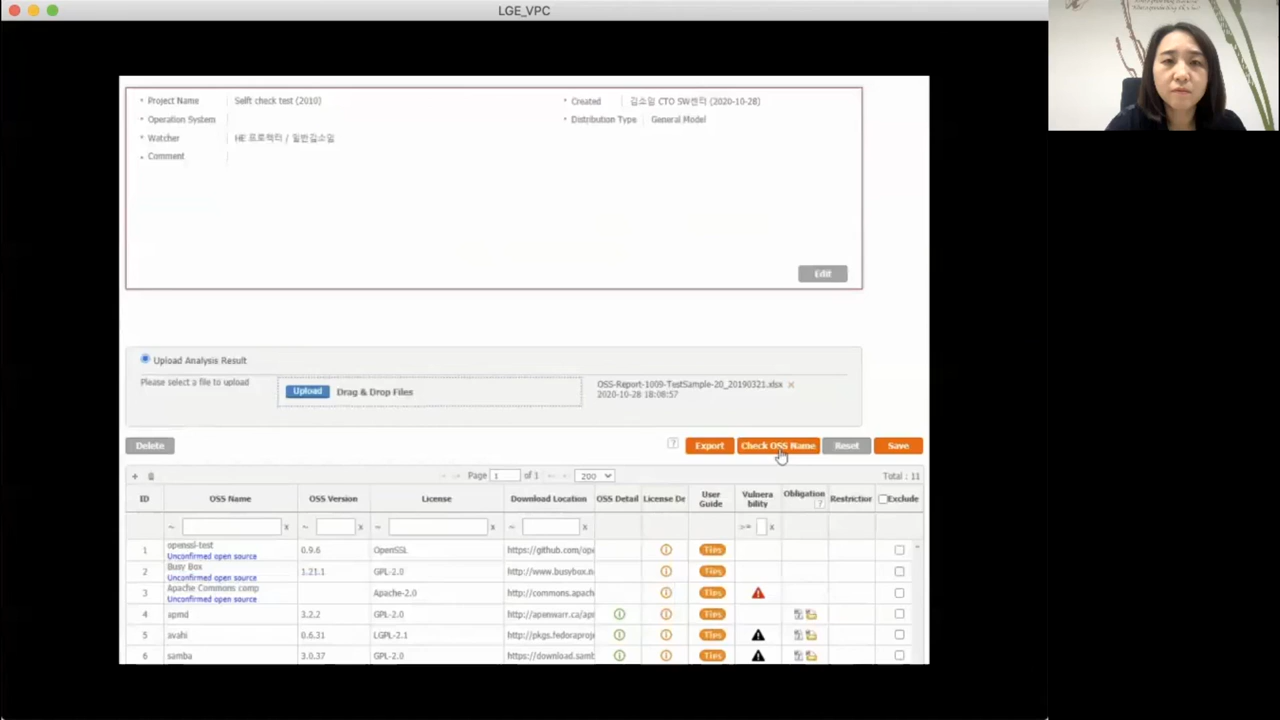 LGE_VPC
Project Name Selft check test (2010)
Created 김소임 CTO SW센터 (2020-10-28)
Operation System
Distribution Type General Model
Watcher HE 프로젝터 / 일반김소임
Comment
Edit
Upload Analysis Result
Please select a file to upload
Upload Drag & Drop Files
OSS-Report-1009-TestSample-20_20190321.xlsx ×
2020-10-28 18:06:57
Delete ? Export Check OSS Name Reset Save
Page 1 of 1 200 Total : 11
ID OSS Name OSS Version License Download Location OSS Detail License De User Guide Vulnera bility Obligation ? Restriction Exclude
~ x ~ x ~ x ~ x >= x
1 openssl-test 0.9.6 OpenSSL https://github.com/ope Tips
Unconfirmed open source
2 Busy Box 1.21.1 GPL-2.0 http://www.busybox.n Tips
Unconfirmed open source
3 Apache Commons comp Apache-2.0 http://commons.apach Tips
Unconfirmed open source
4 apmd 3.2.2 GPL-2.0 http://apenwarr.ca/ap Tips
5 avahi 0.6.31 LGPL-2.1 http://pkgs.fedoraproj Tips
6 samba 3.0.37 GPL-2.0 https://download.samb Tips